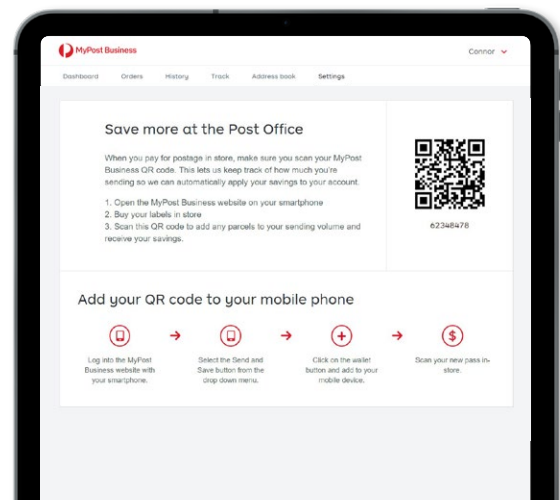 MyPost Business
Connor
Dashboard Orders History Track Address book Settings
Save more at the Post Office
When you pay for postage in store, make sure you scan your MyPost
Business QR code. This lets us keep track of how much you're
sending so we can automatically apply your savings to your account.
1. Open the MyPost Business website on your smartphone
2. Buy your labels in store
3. Scan this QR code to add any parcels to your sending volume and
receive your savings.
62348478
Add your QR code to your mobile phone
Log into the MyPost
Business website with
your smartphone.
Select the Send and
Save button from the
drop down menu.
Click on the wallet
button and add to your
mobile device.
Scan your new pass in-
store.